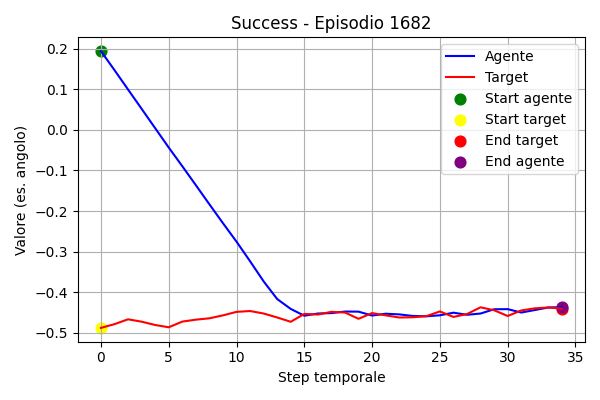 Success - Episodio 1682
Valore (es. angolo)
0.2
0.1
0.0
−0.1
−0.2
−0.3
−0.4
−0.5
Agente
Target
Start agente
Start target
End target
End agente
0 5 10 15 20 25 30 35
Step temporale